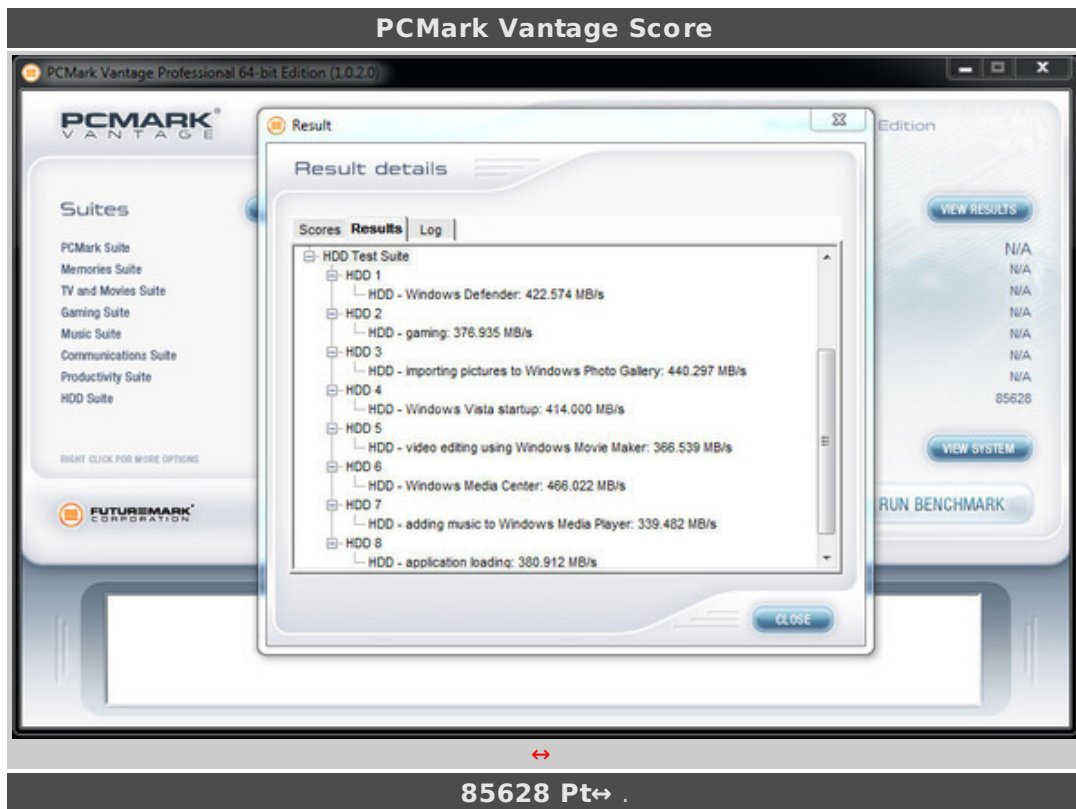 PCMark Vantage Score
PCMark Vantage Professional 64-bit Edition (1.0.2.0)
PCMARK®
VANTAGE
Edition
Result
Result details
Scores Results Log
HDD Test Suite
HDD 1
HDD - Windows Defender: 422.574 MB/s
HDD 2
HDD - gaming: 376.935 MB/s
HDD 3
HDD - importing pictures to Windows Photo Gallery: 440.297 MB/s
HDD 4
HDD - Windows Vista startup: 414.000 MB/s
HDD 5
HDD - video editing using Windows Movie Maker: 366.539 MB/s
HDD 6
HDD - Windows Media Center: 466.022 MB/s
HDD 7
HDD - adding music to Windows Media Player: 339.482 MB/s
HDD 8
HDD - application loading: 380.912 MB/s
CLOSE
Suites
VIEW RESULTS
PCMark Suite N/A
Memories Suite N/A
TV and Movies Suite N/A
Gaming Suite N/A
Music Suite N/A
Communications Suite N/A
Productivity Suite N/A
HDD Suite 85628
RIGHT CLICK FOR MORE OPTIONS
VIEW SYSTEM
FUTUREMARK®
CORPORATION
RUN BENCHMARK
↔
85628 Pt↔ .